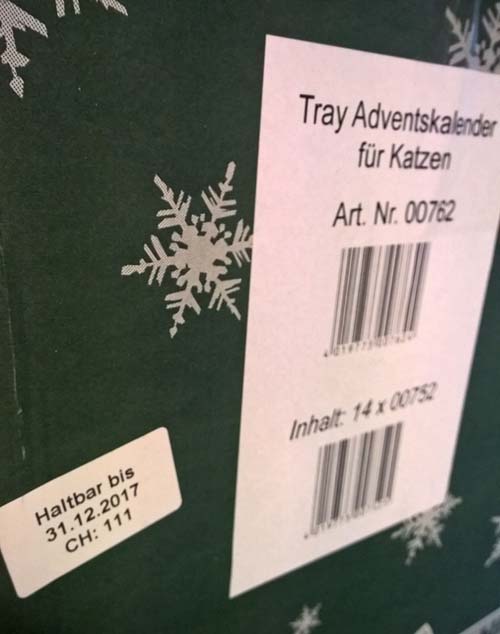 Tray Adventskalender
für Katzen
Art. Nr. 00762
Inhalt: 14 x 00752
Haltbar bis
31.12.2017
CH: 111